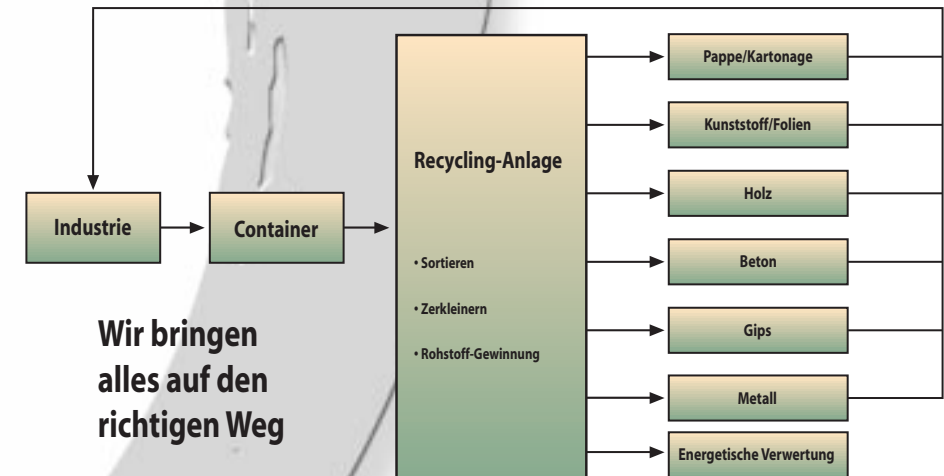 Industrie
Container
Recycling-Anlage
• Sortieren
• Zerkleinern
• Rohstoff-Gewinnung
Pappe/Kartonage
Kunststoff/Folien
Holz
Beton
Gips
Metall
Energetische Verwertung
Wir bringen
alles auf den
richtigen Weg